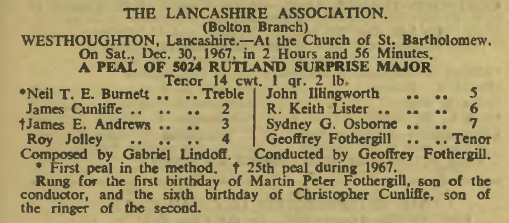 THE LANCASHIRE ASSOCIATION.
(Bolton Branch)
WESTHOUGHTON, Lancashire.—At the Church of St. Bartholomew.
On Sat., Dec. 30, 1967, in 2 Hours and 56 Minutes.
A PEAL OF 5024 RUTLAND SURPRISE MAJOR
Tenor 14 cwt. 1 qr. 2 lb.
*Neil T. E. Burnett .. .. Treble
James Cunliffe .. .. .. 2
†James E. Andrews .. .. 3
Roy Jolley .. .. .. 4
John Illingworth .. .. .. 5
R. Keith Lister .. .. .. 6
Sydney G. Osborne .. .. 7
Geoffrey Fothergill .. .. Tenor
Composed by Gabriel Lindoff. Conducted by Geoffrey Fothergill.
* First peal in the method. † 25th peal during 1967.
Rung for the first birthday of Martin Peter Fothergill, son of the
conductor, and the sixth birthday of Christopher Cunliffe, son of
the ringer of the second.